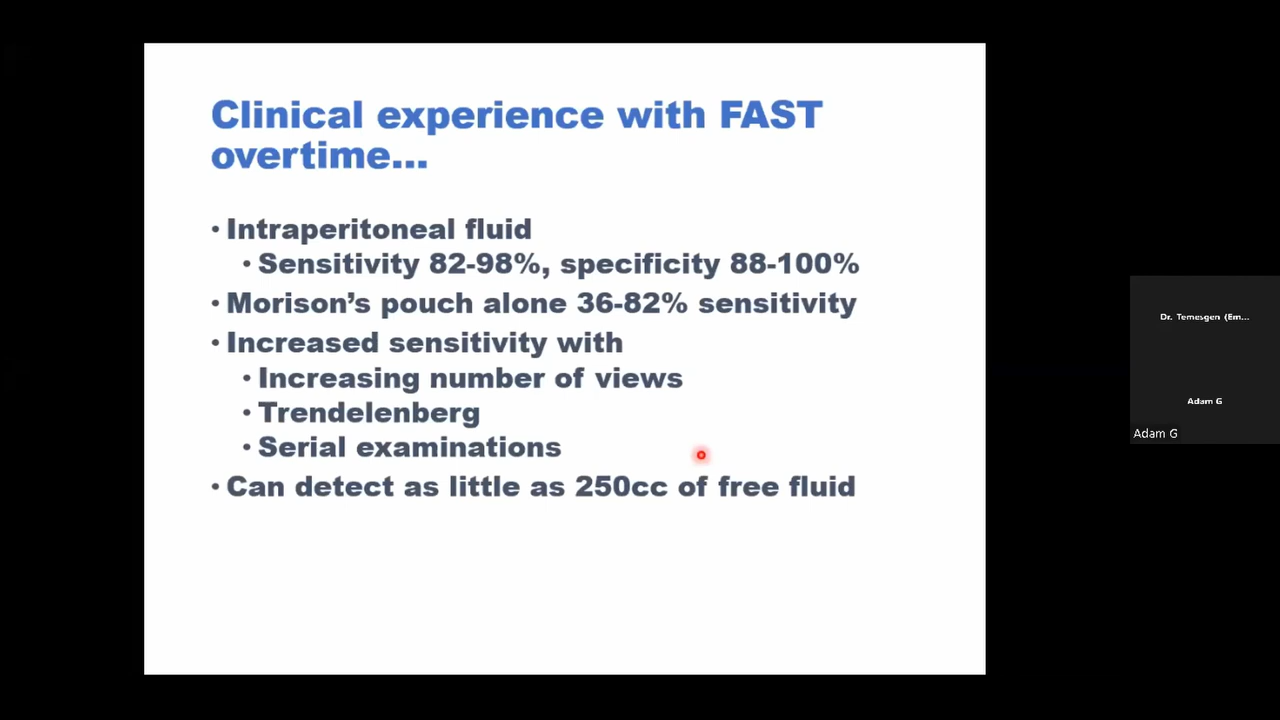 Clinical experience with FAST
overtime...
• Intraperitoneal fluid
• Sensitivity 82-98%, specificity 88-100%
• Morison’s pouch alone 36-82% sensitivity
• Increased sensitivity with
• Increasing number of views
• Trendelenberg
• Serial examinations
• Can detect as little as 250cc of free fluid
Dr. Temesgen (Em...
Adam G
Adam G